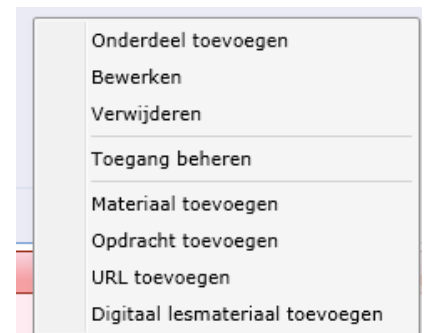 Onderdeel toevoegen
Bewerken
Verwijderen
Toegang beheren
Materiaal toevoegen
Opdracht toevoegen
URL toevoegen
Digitaal lesmateriaal toevoegen